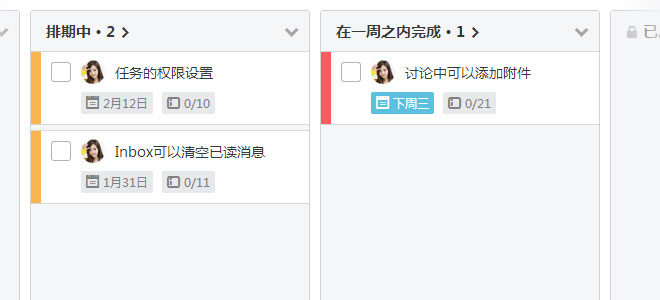 排期中 • 2
任务的权限设置
2月12日 0/10
Inbox可以清空已读消息
1月31日 0/11
在一周之内完成 • 1
讨论中可以添加附件
下周三 0/21
已